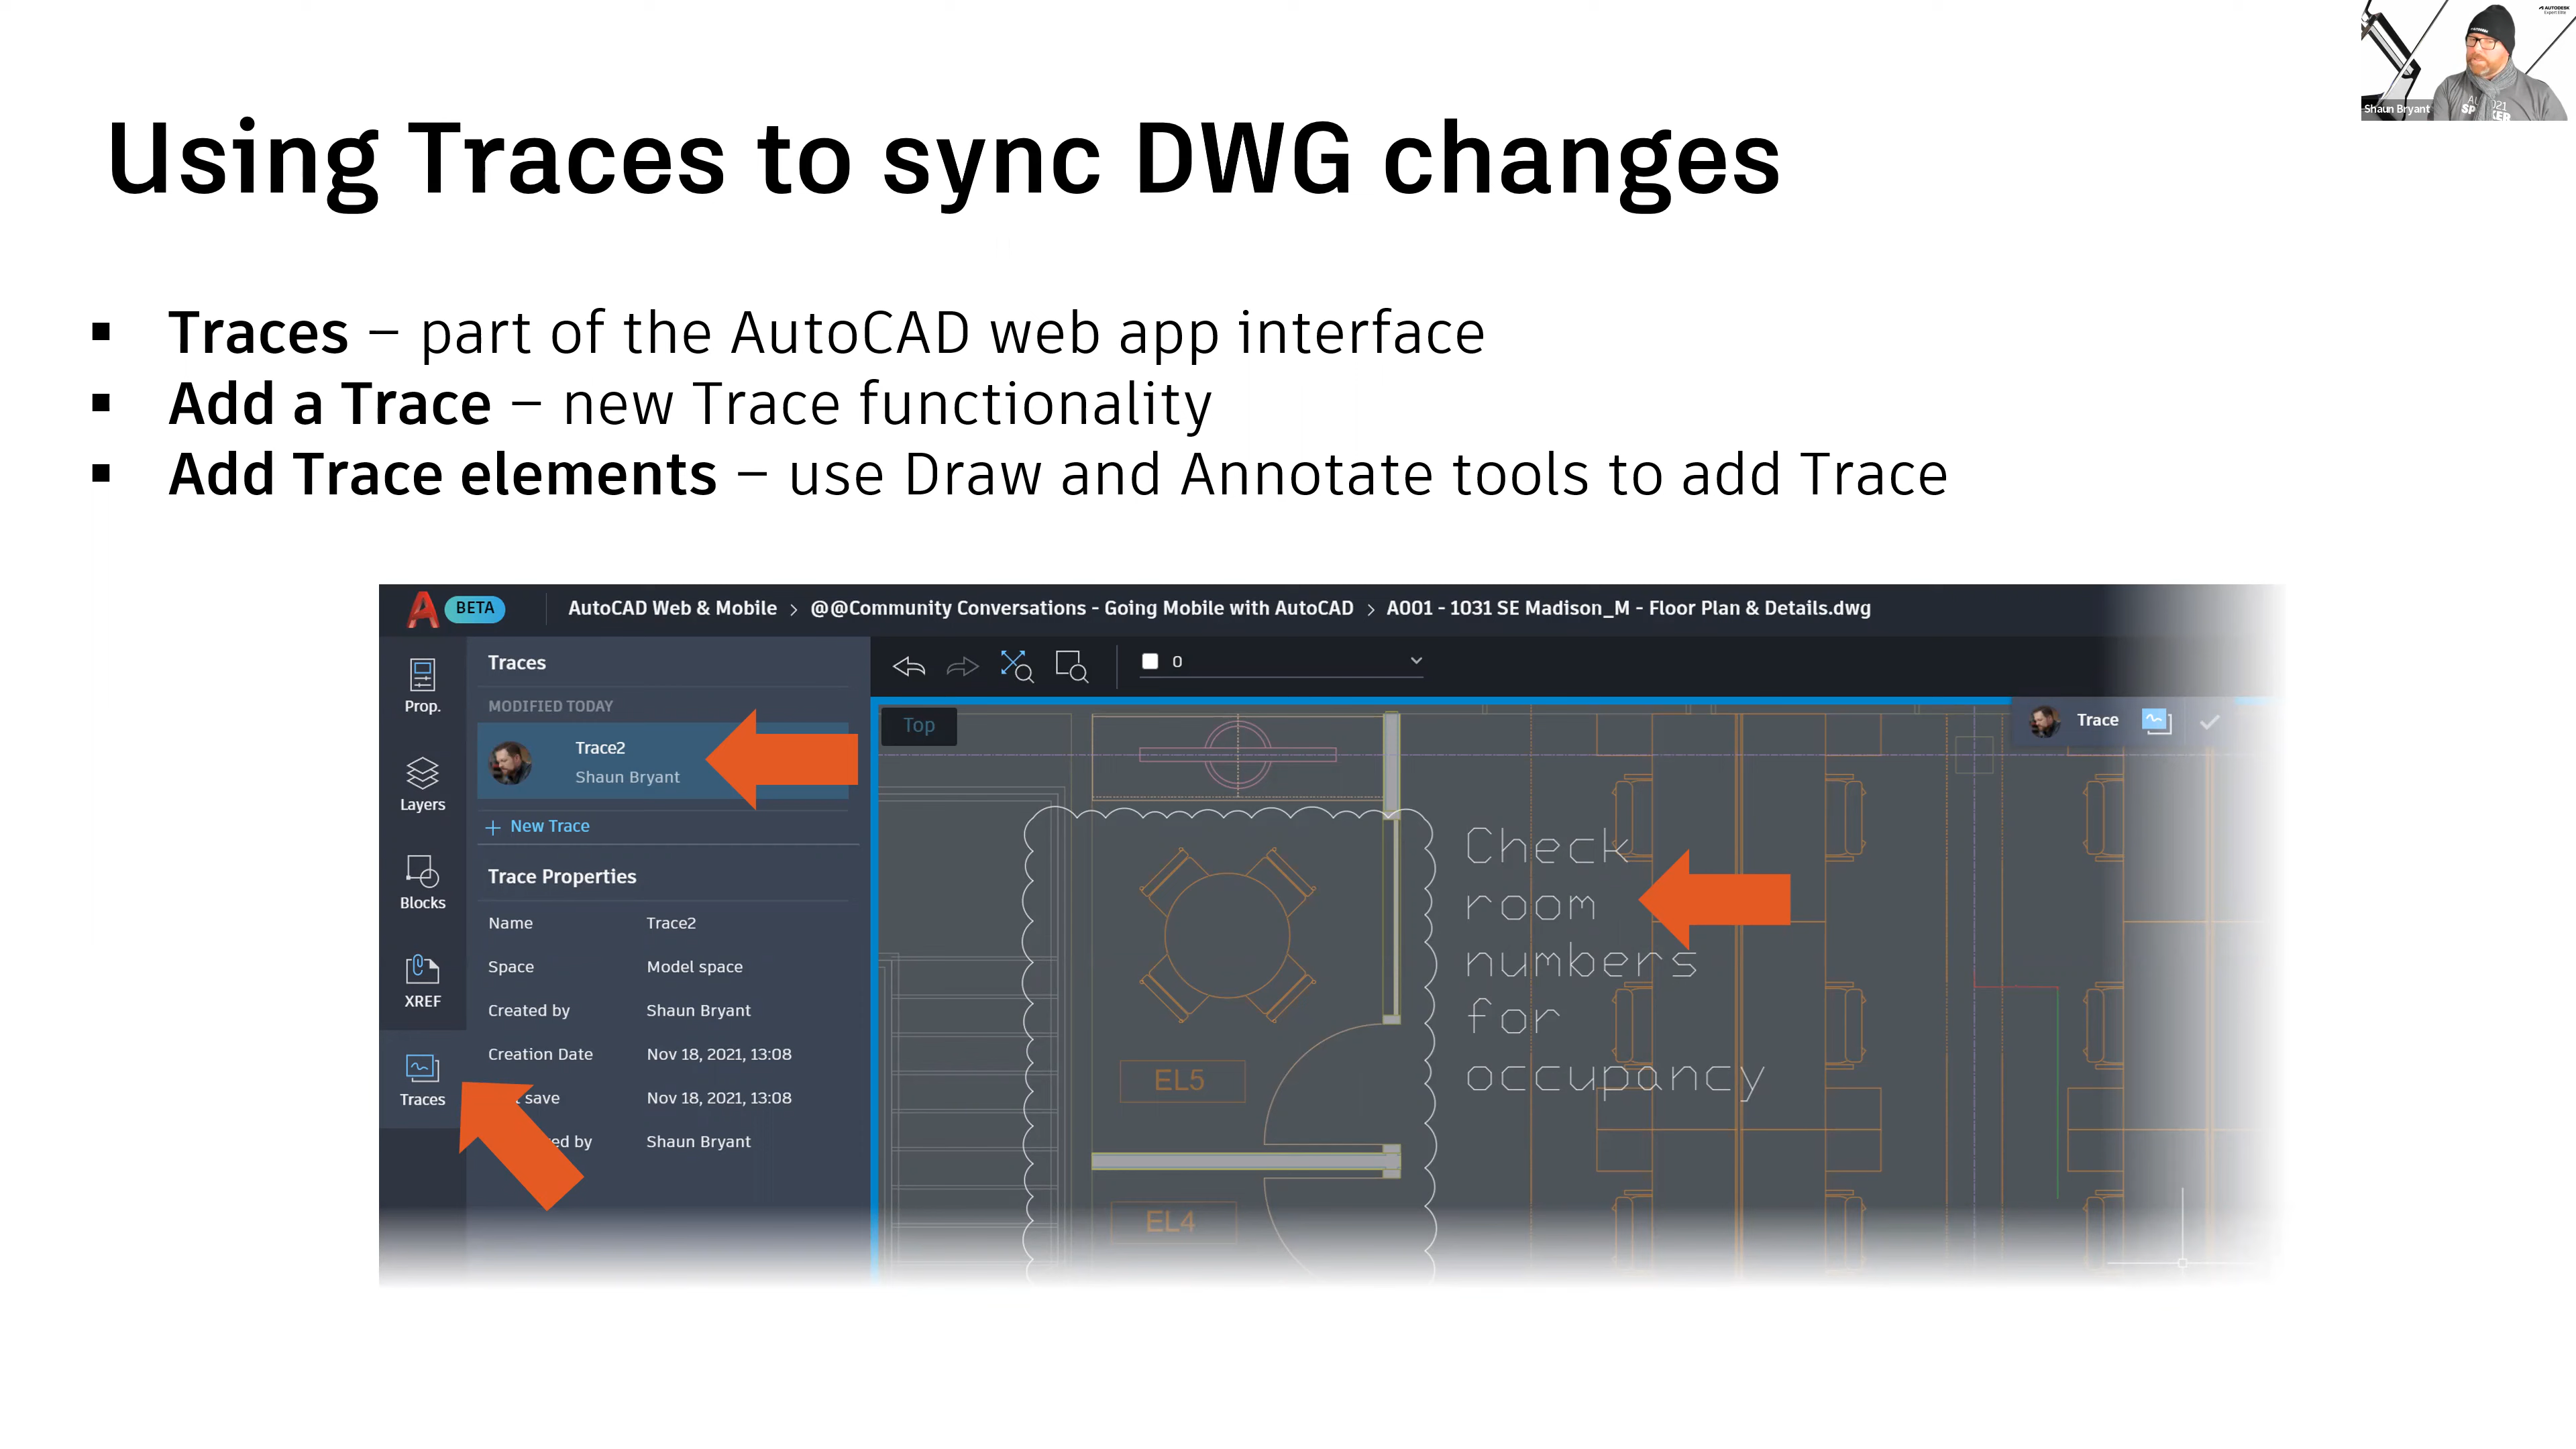 AUTODESK
Expert Elite
Shaun Bryant
Using Traces to sync DWG changes
▪ Traces – part of the AutoCAD web app interface
▪ Add a Trace – new Trace functionality
▪ Add Trace elements – use Draw and Annotate tools to add Trace
BETA
AutoCAD Web & Mobile > @@Community Conversations - Going Mobile with AutoCAD > A001 - 1031 SE Madison_M - Floor Plan & Details.dwg
Prop.
Layers
Blocks
XREF
Traces
Traces
MODIFIED TODAY
Trace2
Shaun Bryant
+ New Trace
Trace Properties
Name Trace2
Space Model space
Created by Shaun Bryant
Creation Date Nov 18, 2021, 13:08
save Nov 18, 2021, 13:08
ed by Shaun Bryant
0
Top
Trace
Check
room
numbers
for
occupancy
EL5
EL4